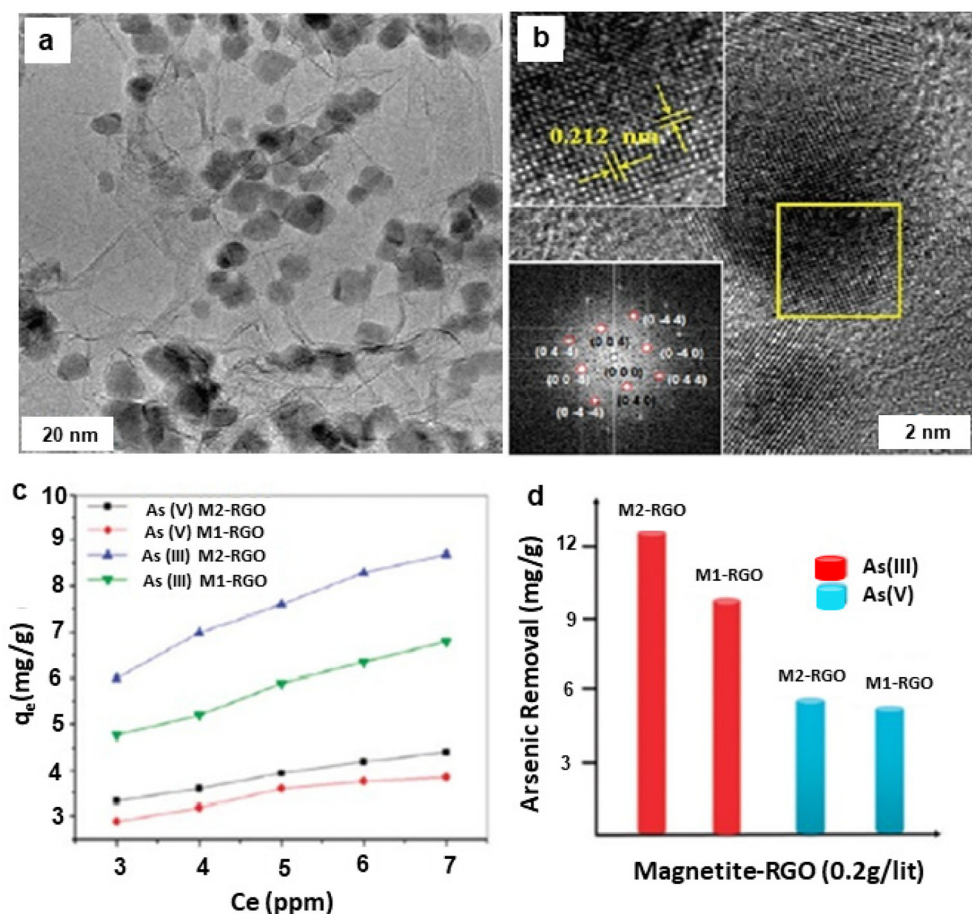 a
20 nm
b
0.212 nm
(0 -4 4)
(0 0 4)
(0 4 -4)
(0 -4 0)
(0 0 0)
(0 0 -4)
(0 4 4)
(0 4 0)
(0 -4 -4)
2 nm
c
As (V) M2-RGO
As (V) M1-RGO
As (III) M2-RGO
As (III) M1-RGO
10
9
8
7
6
5
4
3
qe(mg/g)
3 4 5 6 7
Ce (ppm)
d
M2-RGO
M1-RGO
As(III)
As(V)
M2-RGO
M1-RGO
12
9
6
3
Arsenic Removal (mg/g)
Magnetite-RGO (0.2g/lit)